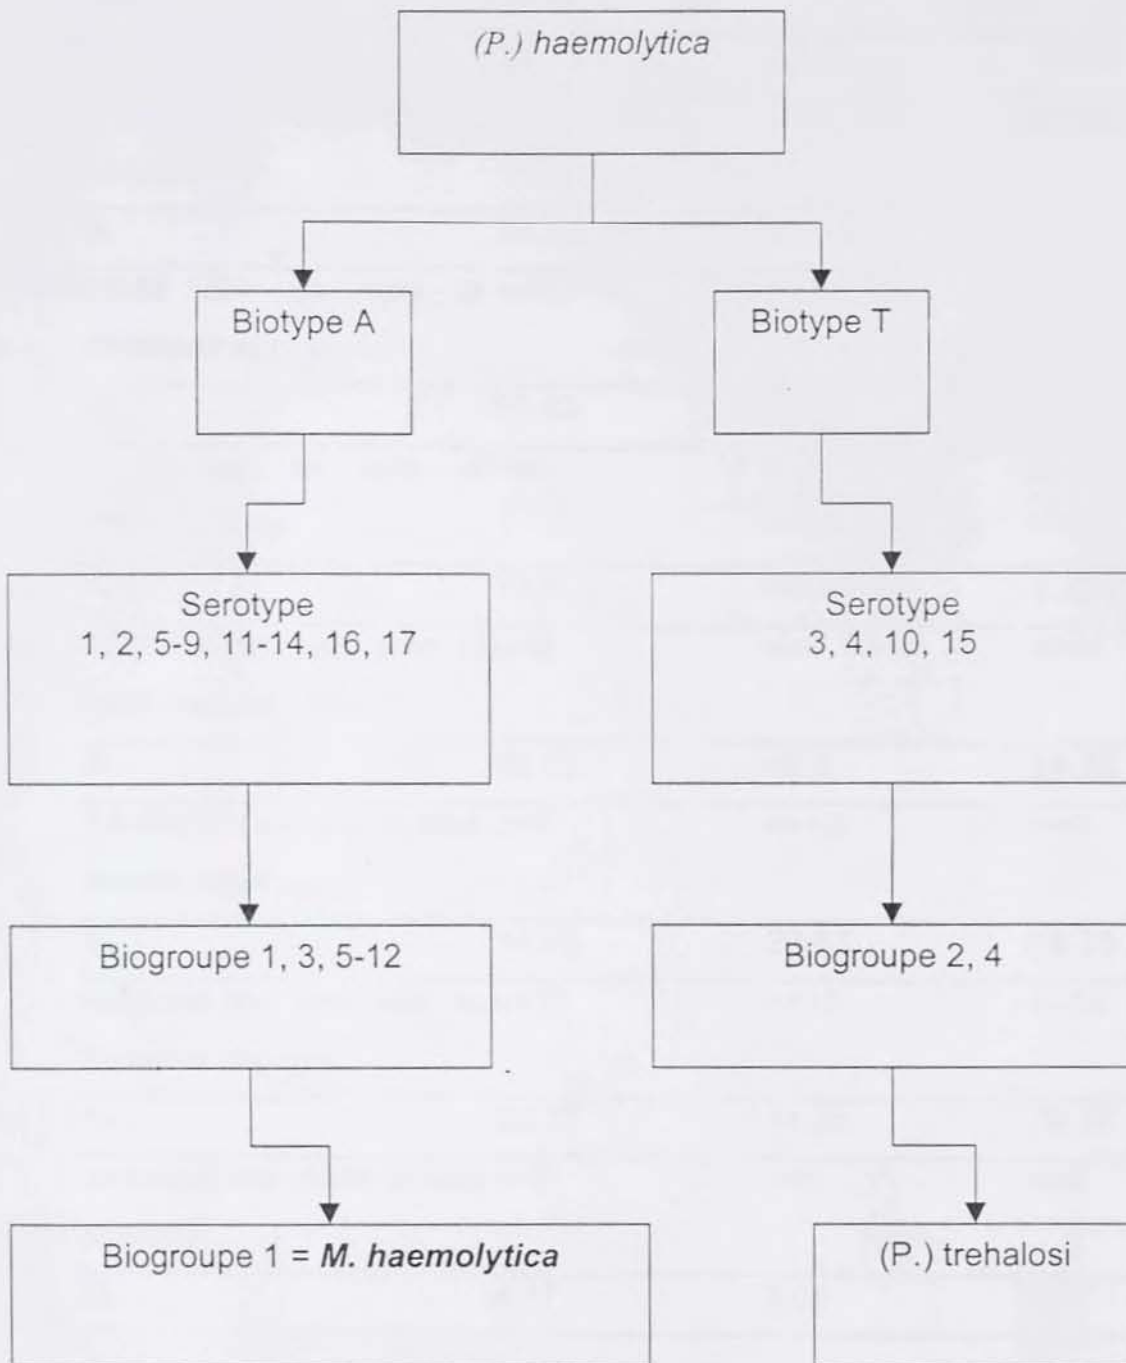 (P.) haemolytica
Biotype A
Biotype T
Serotype
1, 2, 5-9, 11-14, 16, 17
Serotype
3, 4, 10, 15
Biogroupe 1, 3, 5-12
Biogroupe 2, 4
Biogroupe 1 = M. haemolytica
(P.) trehalosi